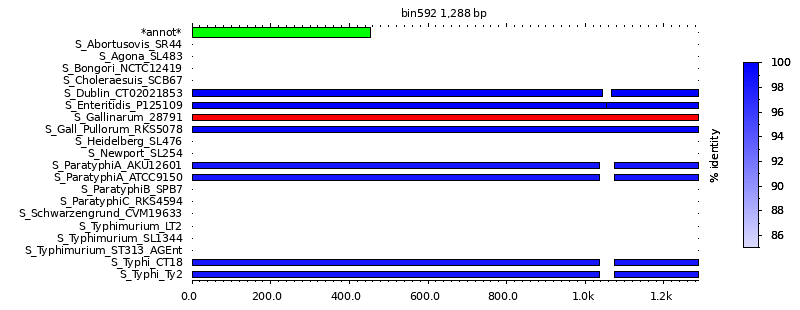 bin592 1,288 bp
*annot*
S_Abortusovis_SR44
S_Agona_SL483
S_Bongori_NCTC12419
S_Choleraesuis_SCB67
S_Dublin_CT02021853
S_Enteritidis_P125109
S_Gallinarum_28791
S_Gall_Pullorum_RKS5078
S_Heidelberg_SL476
S_Newport_SL254
S_ParatyphiA_AKU12601
S_ParatyphiA_ATCC9150
S_ParatyphiB_SPB7
S_ParatyphiC_RKS4594
S_Schwarzengrund_CVM19633
S_Typhimurium_LT2
S_Typhimurium_SL1344
S_Typhimurium_ST313_AGEnt
S_Typhi_CT18
S_Typhi_Ty2
0.0 200.0 400.0 600.0 800.0 1.0k 1.2k
100
98
96
94
92
90
88
86
% identity